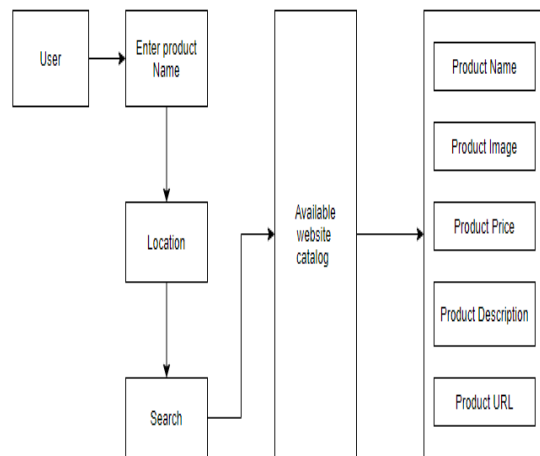 User
Enter product
Name
Location
Search
Available
website
catalog
Product Name
Product Image
Product Price
Product Description
Product URL